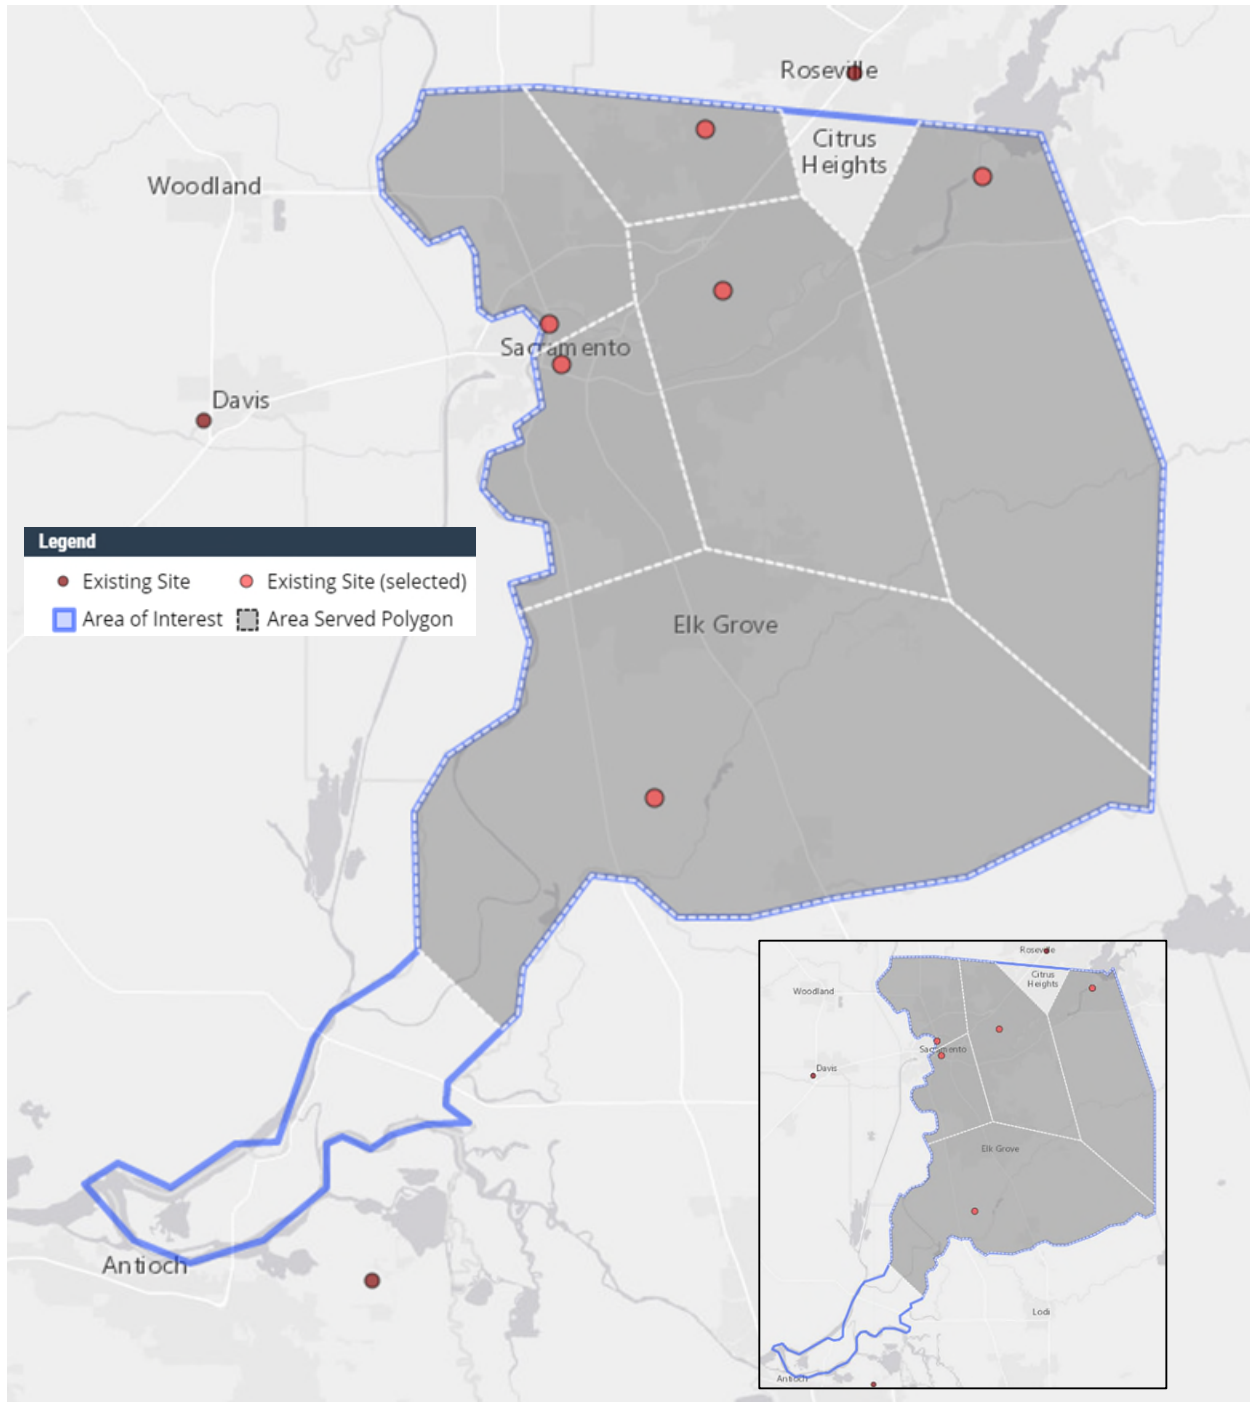 Roseville
Citrus
Heights
Woodland
Sacramento
Davis
Legend
Existing Site
Existing Site (selected)
Area of Interest
Area Served Polygon
Elk Grove
Antioch
Roseville
Citrus
Heights
Woodland
Sacramento
Davis
Elk Grove
Lodi
Antioch